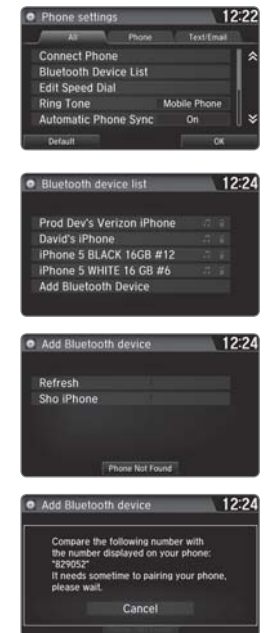 Phone settings 12:22
All Phone Text/Email
Connect Phone
Bluetooth Device List
Edit Speed Dial
Ring Tone Mobile Phone
Automatic Phone Sync On
Default OK
Bluetooth device list 12:24
Prod Dev's Verizon iPhone
David's iPhone
iPhone 5 BLACK 16GB #12
iPhone 5 WHITE 16 GB #6
Add Bluetooth Device
Add Bluetooth device 12:24
Refresh
Sho iPhone
Phone Not Found
Add Bluetooth device 12:24
Compare the following number with
the number displayed on your phone:
"829052"
It needs sometime to pairing your phone,
please wait.
Cancel